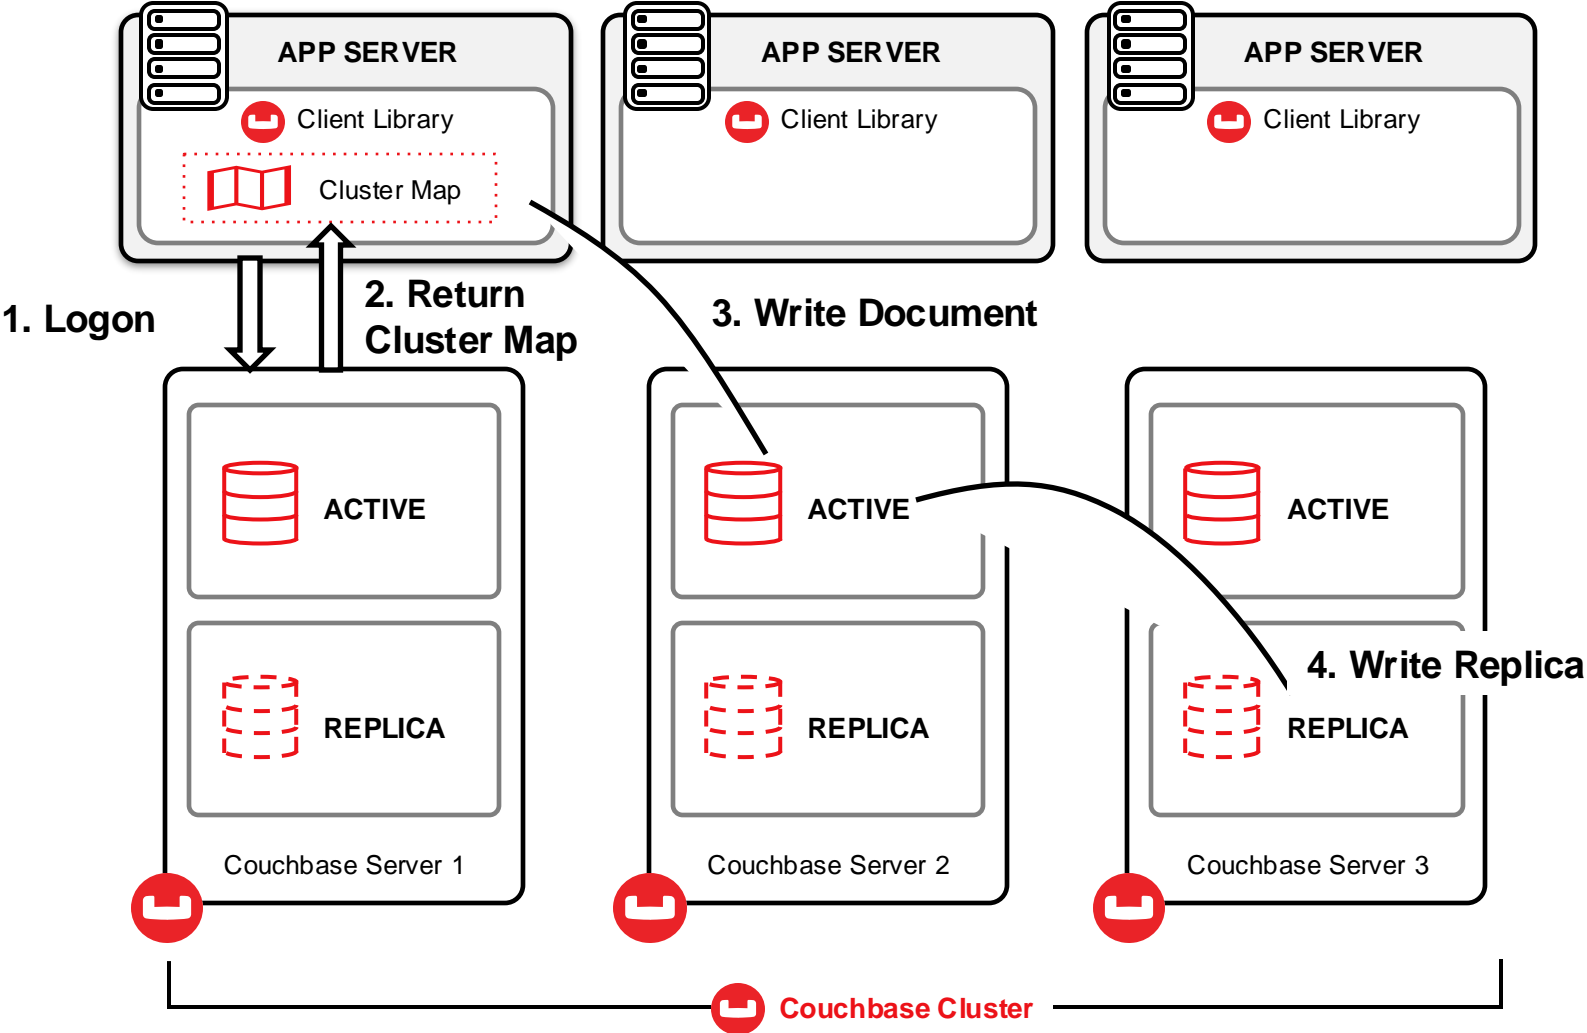 APP SERVER
APP SERVER
APP SERVER
Client Library
Client Library
Client Library
Cluster Map
1. Logon
2. Return
Cluster Map
3. Write Document
ACTIVE
ACTIVE
ACTIVE
4. Write Replica
REPLICA
REPLICA
REPLICA
Couchbase Server 1
Couchbase Server 2
Couchbase Server 3
Couchbase Cluster